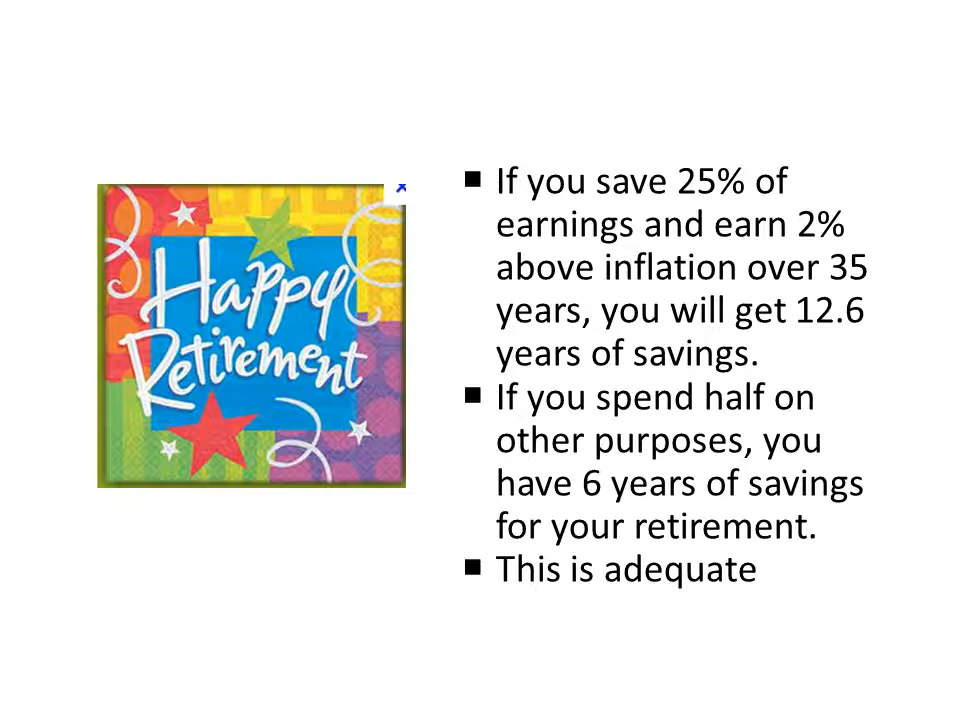 Happy
Retirement
▪ If you save 25% of
earnings and earn 2%
above inflation over 35
years, you will get 12.6
years of savings.
▪ If you spend half on
other purposes, you
have 6 years of savings
for your retirement.
▪ This is adequate